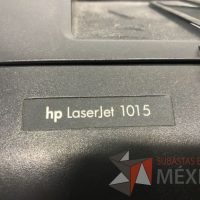 hp LaserJet 1015
SUBASTAS E
MÉXI